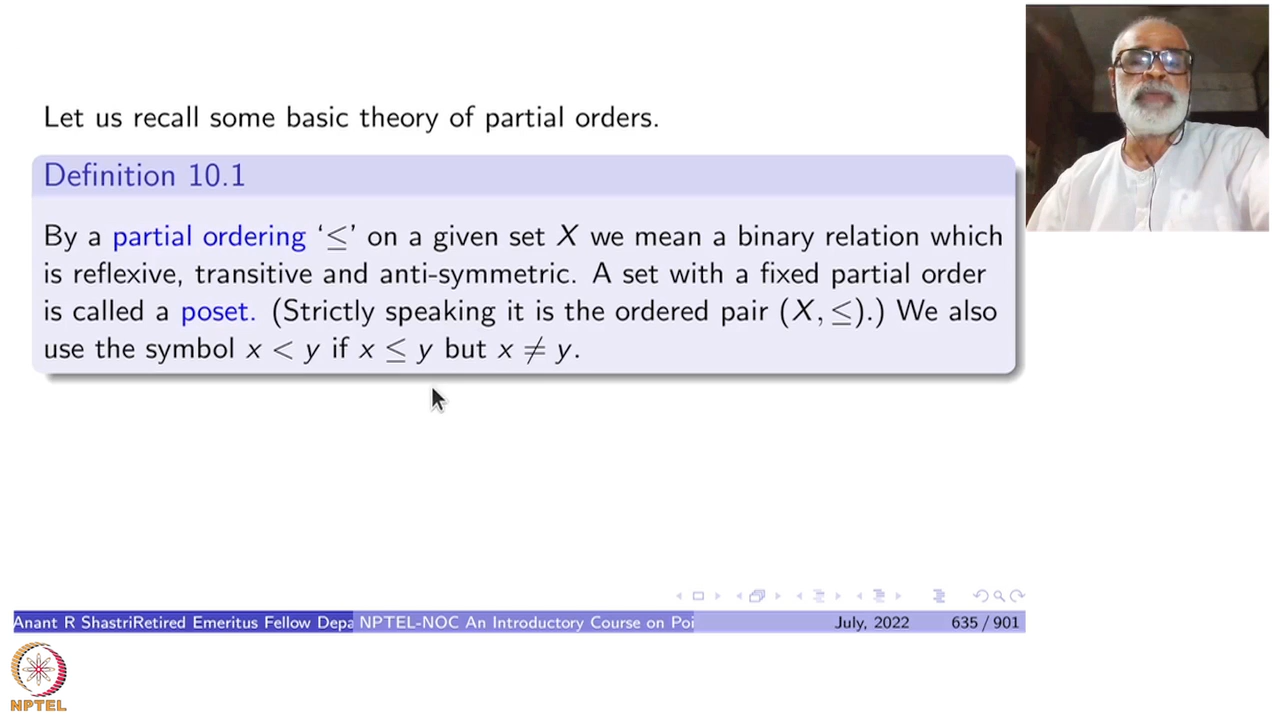 Let us recall some basic theory of partial orders.
Definition 10.1
By a partial ordering ‘≤’ on a given set X we mean a binary relation which
is reflexive, transitive and anti-symmetric. A set with a fixed partial order
is called a poset. (Strictly speaking it is the ordered pair (X, ≤).) We also
use the symbol x < y if x ≤ y but x ≠ y.
Anant R ShastriRetired Emeritus Fellow Depa NPTEL-NOC An Introductory Course on Poi July, 2022 635 / 901
NPTEL